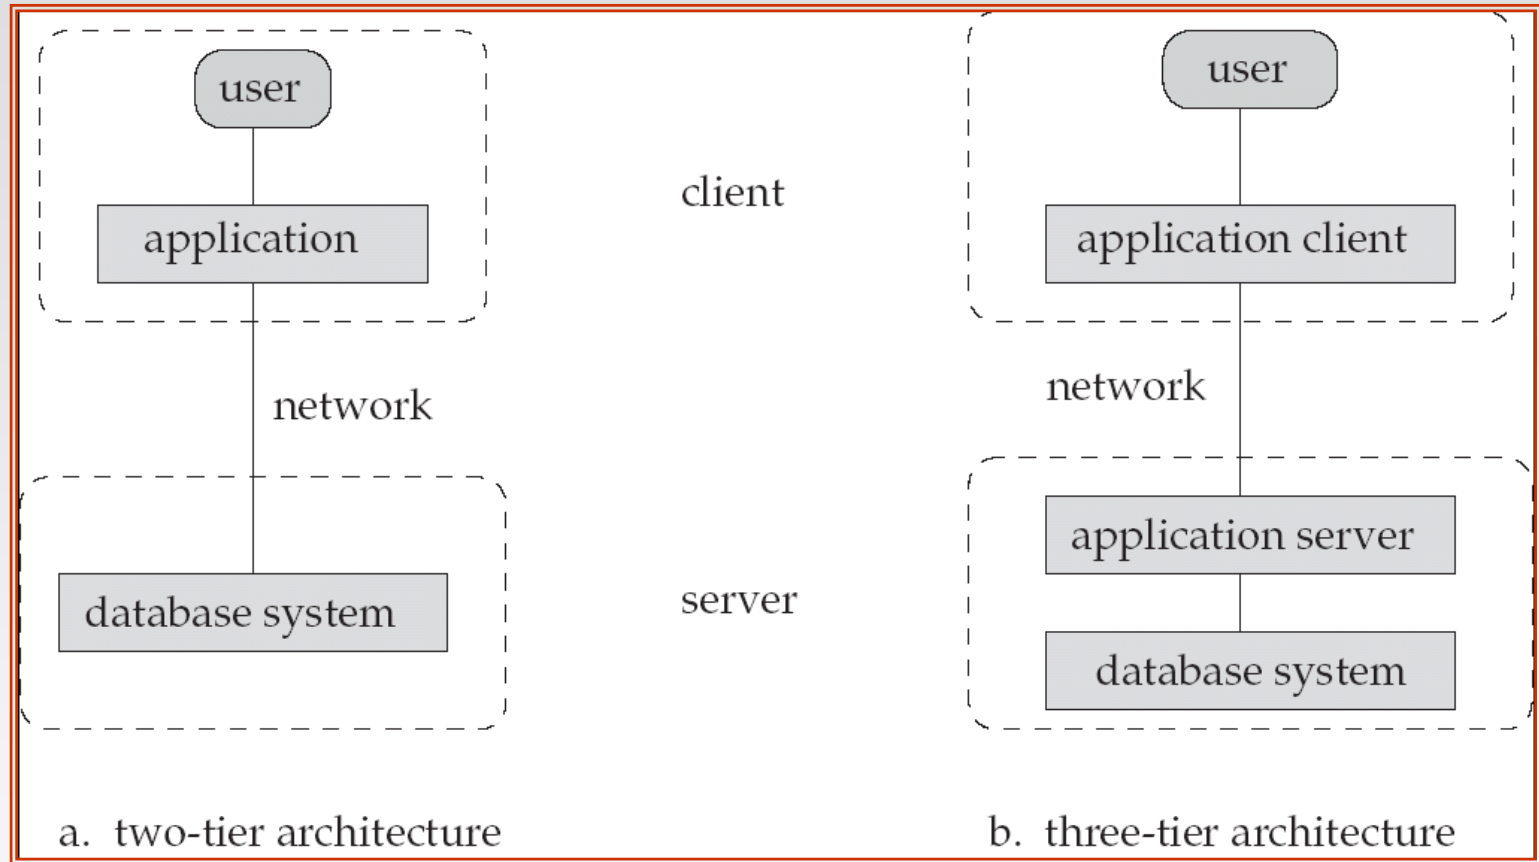 user
application
network
database system
a. two-tier architecture
client
server
user
application client
network
application server
database system
b. three-tier architecture